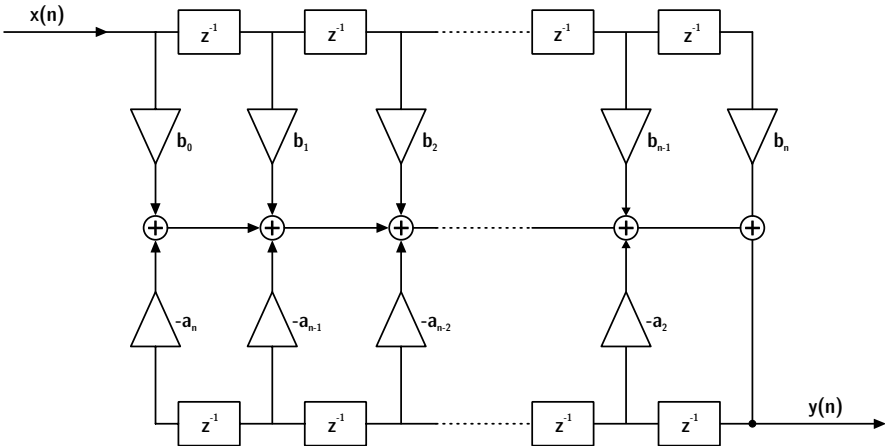 x(n)
z⁻¹ z⁻¹ z⁻¹ z⁻¹
b₀ b₁ b₂ bₙ₋₁ bₙ
+ + + + +
-aₙ -aₙ₋₁ -aₙ₋₂ -a₂
z⁻¹ z⁻¹ z⁻¹ z⁻¹
y(n)